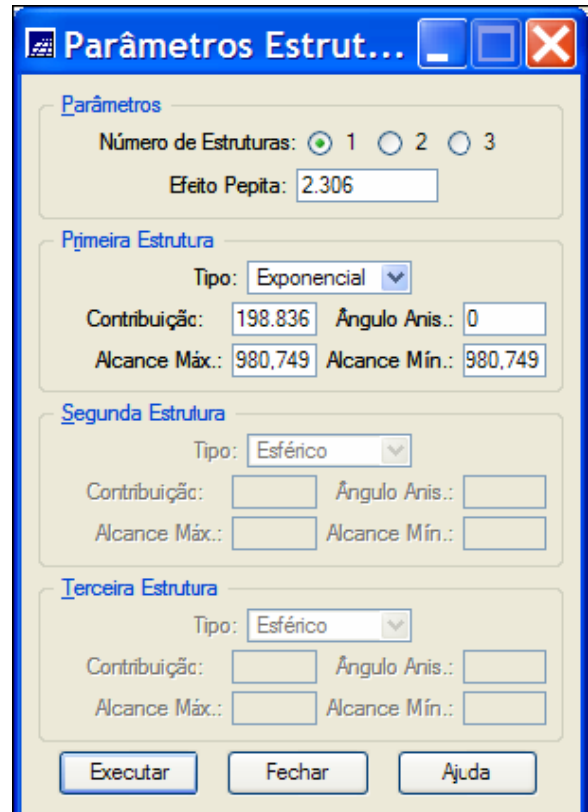 Parâmetros Estrut...
Parâmetros
Número de Estruturas: 1 2 3
Efeito Pepita: 2.306
Primeira Estrutura
Tipo: Exponencial
Contribuição: 198.836 Ângulo Anis.: 0
Alcance Máx.: 980,749 Alcance Mín.: 980,749
Segunda Estrutura
Tipo: Esférico
Contribuição: Ângulo Anis.:
Alcance Máx.: Alcance Mín.:
Terceira Estrutura
Tipo: Esférico
Contribuição: Ângulo Anis.:
Alcance Máx.: Alcance Mín.:
Executar Fechar Ajuda